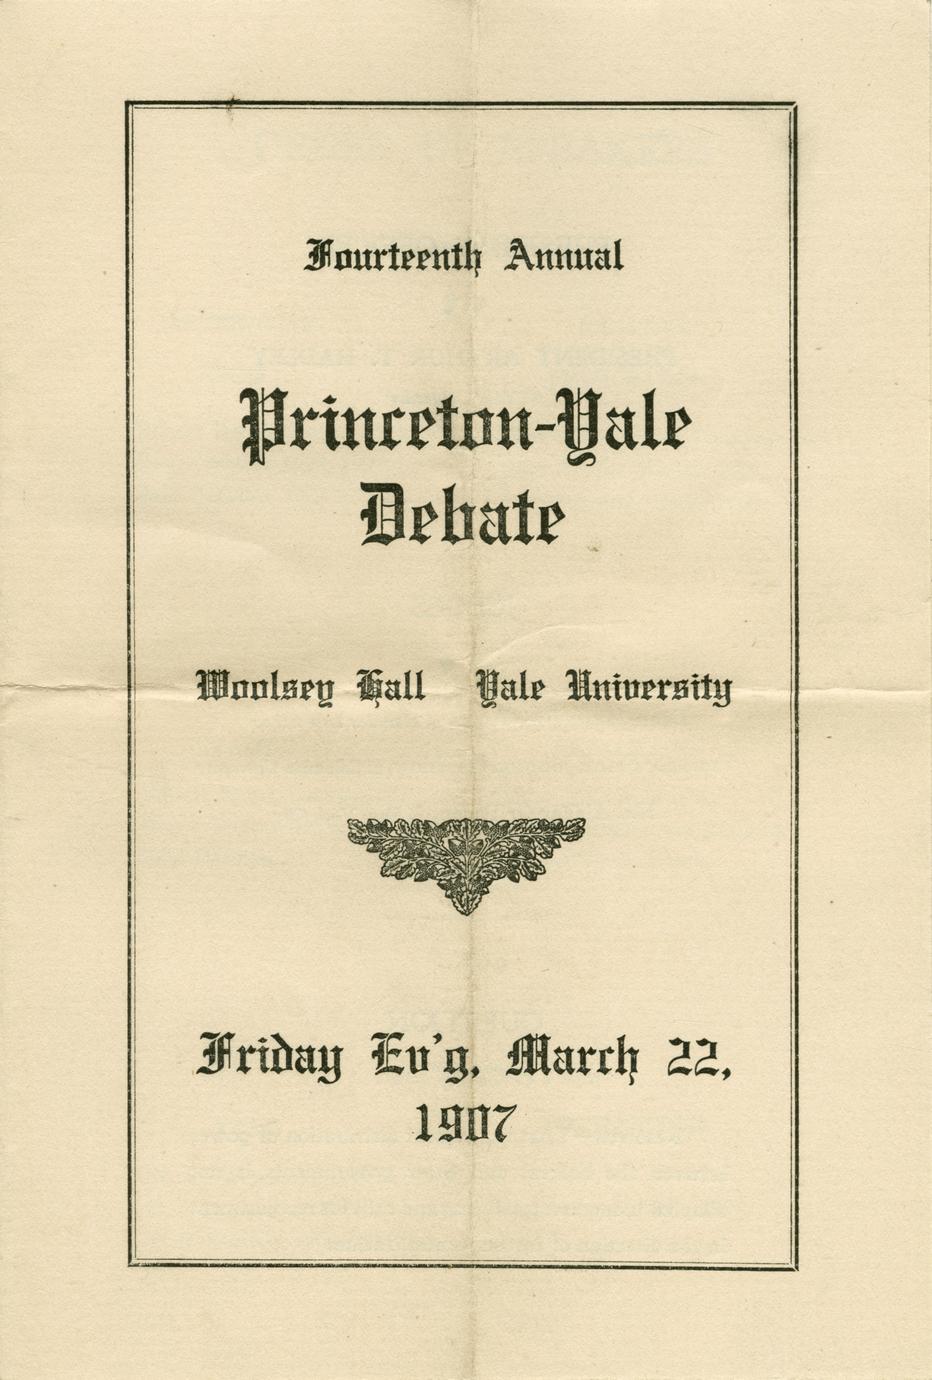 Fourteenth Annual
Princeton-Yale
Debate
Woolsey Hall Yale University
Friday Ev'g, March 22,
1907